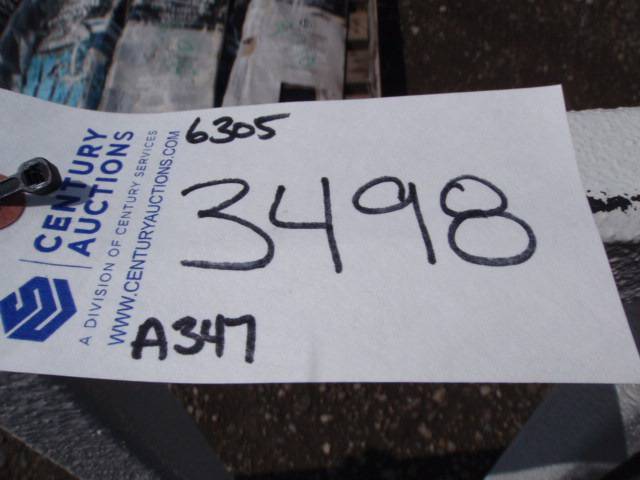 CENTURY
AUCTIONS
A DIVISION OF CENTURY SERVICES
WWW.CENTURYAUCTIONS.COM
6305
3498
A347